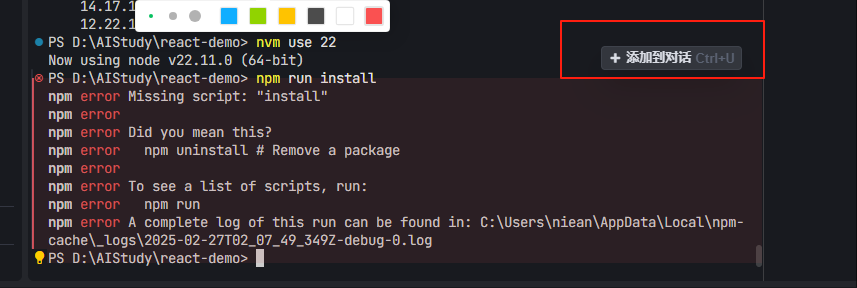 14.17.1
12.22.1
PS D:\AIStudy\react-demo> nvm use 22
Now using node v22.11.0 (64-bit)
添加到对话 Ctrl+U
PS D:\AIStudy\react-demo> npm run install
npm error Missing script: "install"
npm error
npm error Did you mean this?
npm error   npm uninstall # Remove a package
npm error
npm error To see a list of scripts, run:
npm error   npm run
npm error A complete log of this run can be found in: C:\Users\niean\AppData\Local\npm-
cache\_logs\2025-02-27T02_07_49_349Z-debug-0.log
PS D:\AIStudy\react-demo>